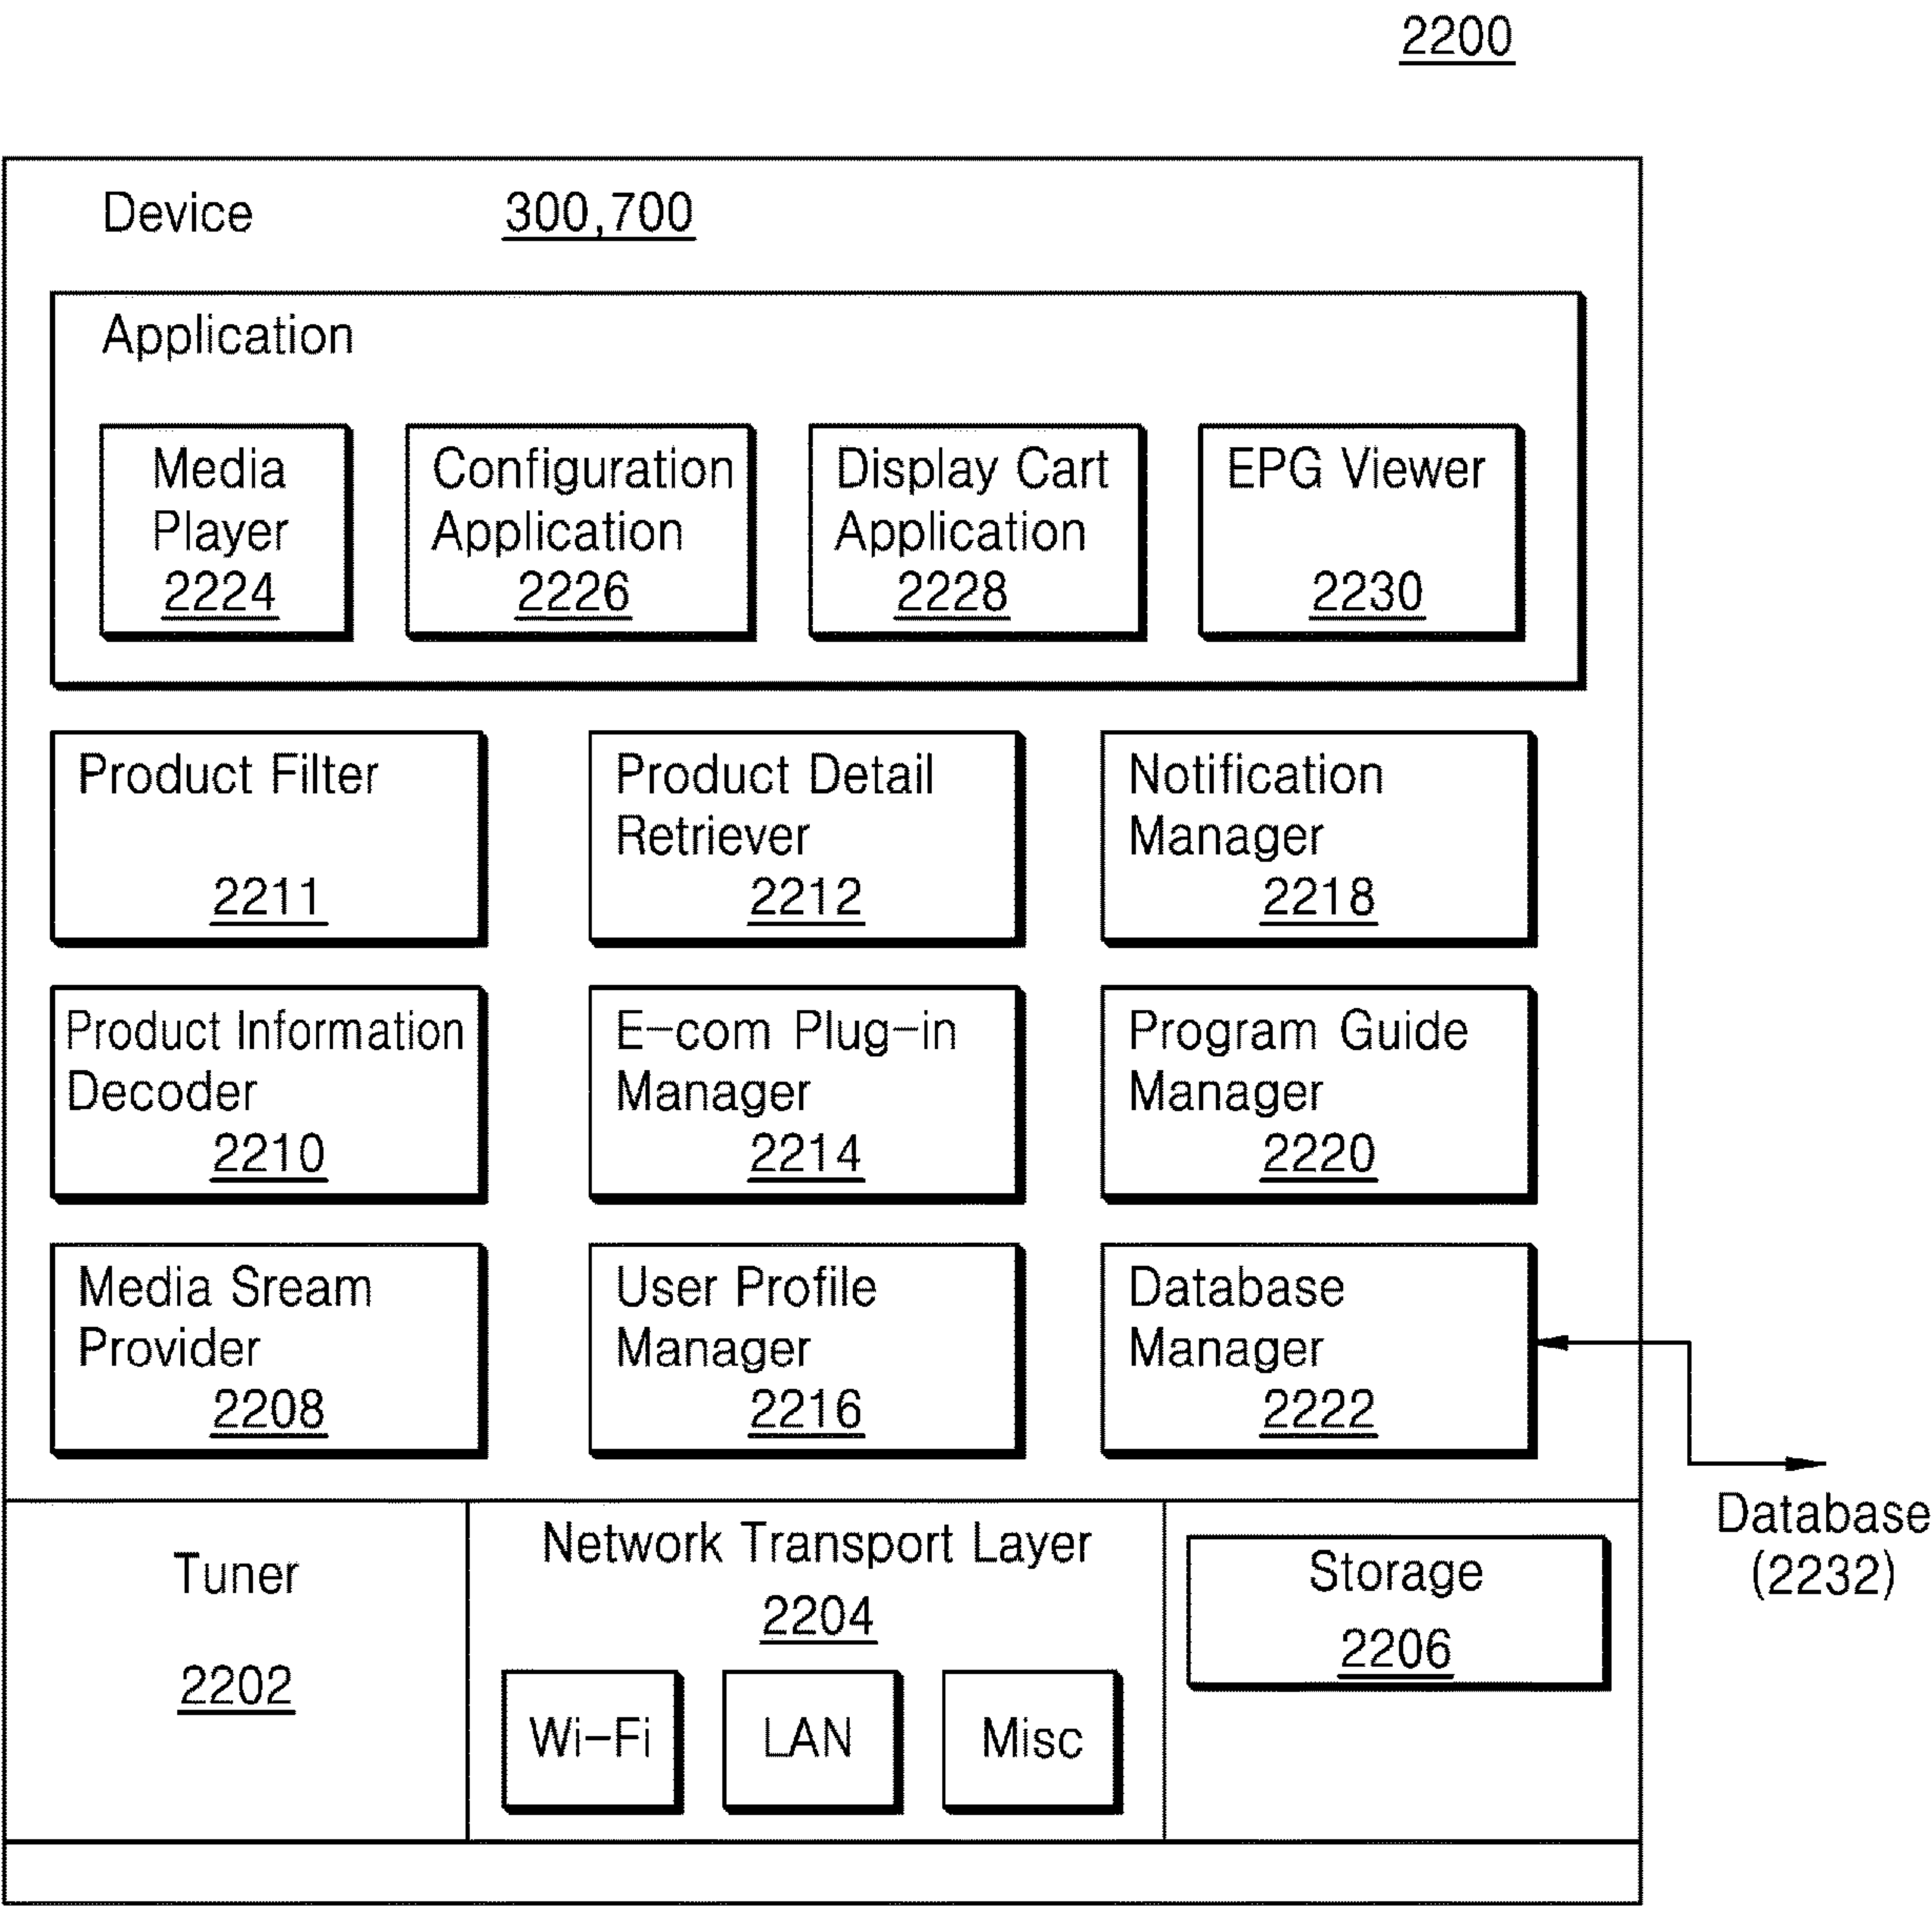 2200
Device 300,700
Application
Media
Player
2224
Configuration
Application
2226
Display Cart
Application
2228
EPG Viewer
2230
Product Filter
2211
Product Detail
Retriever
2212
Notification
Manager
2218
Product Information
Decoder
2210
E-com Plug-in
Manager
2214
Program Guide
Manager
2220
Media Sream
Provider
2208
User Profile
Manager
2216
Database
Manager
2222
Database
(2232)
Tuner
2202
Network Transport Layer
2204
Wi-Fi
LAN
Misc
Storage
2206